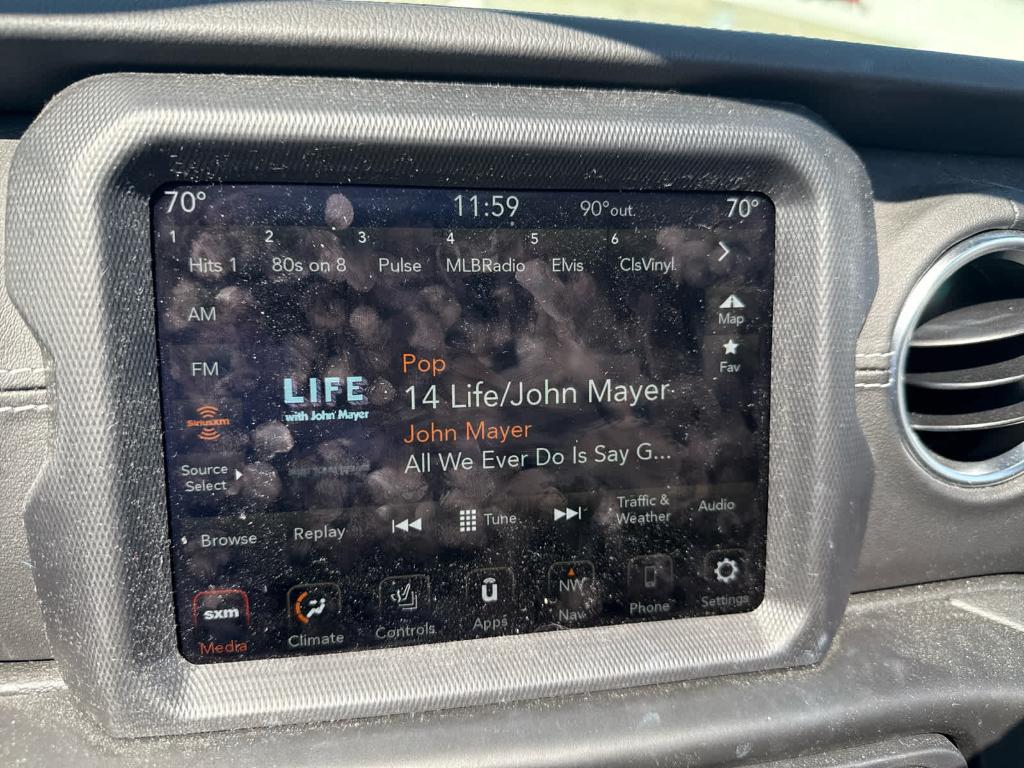 70° 11:59 90°out. 70°
1 2 3 4 5 6
Hits 1 80s on 8 Pulse MLBRadio Elvis ClsVinyl
AM
Map
FM
Fav
LIFE
with John Mayer
Pop
14 Life/John Mayer
John Mayer
All We Ever Do Is Say G...
SiriusXM
Source
Select
Browse Replay Tune Traffic &
Weather Audio
sxm
Media Climate Controls Apps
NW
Nav Phone Settings